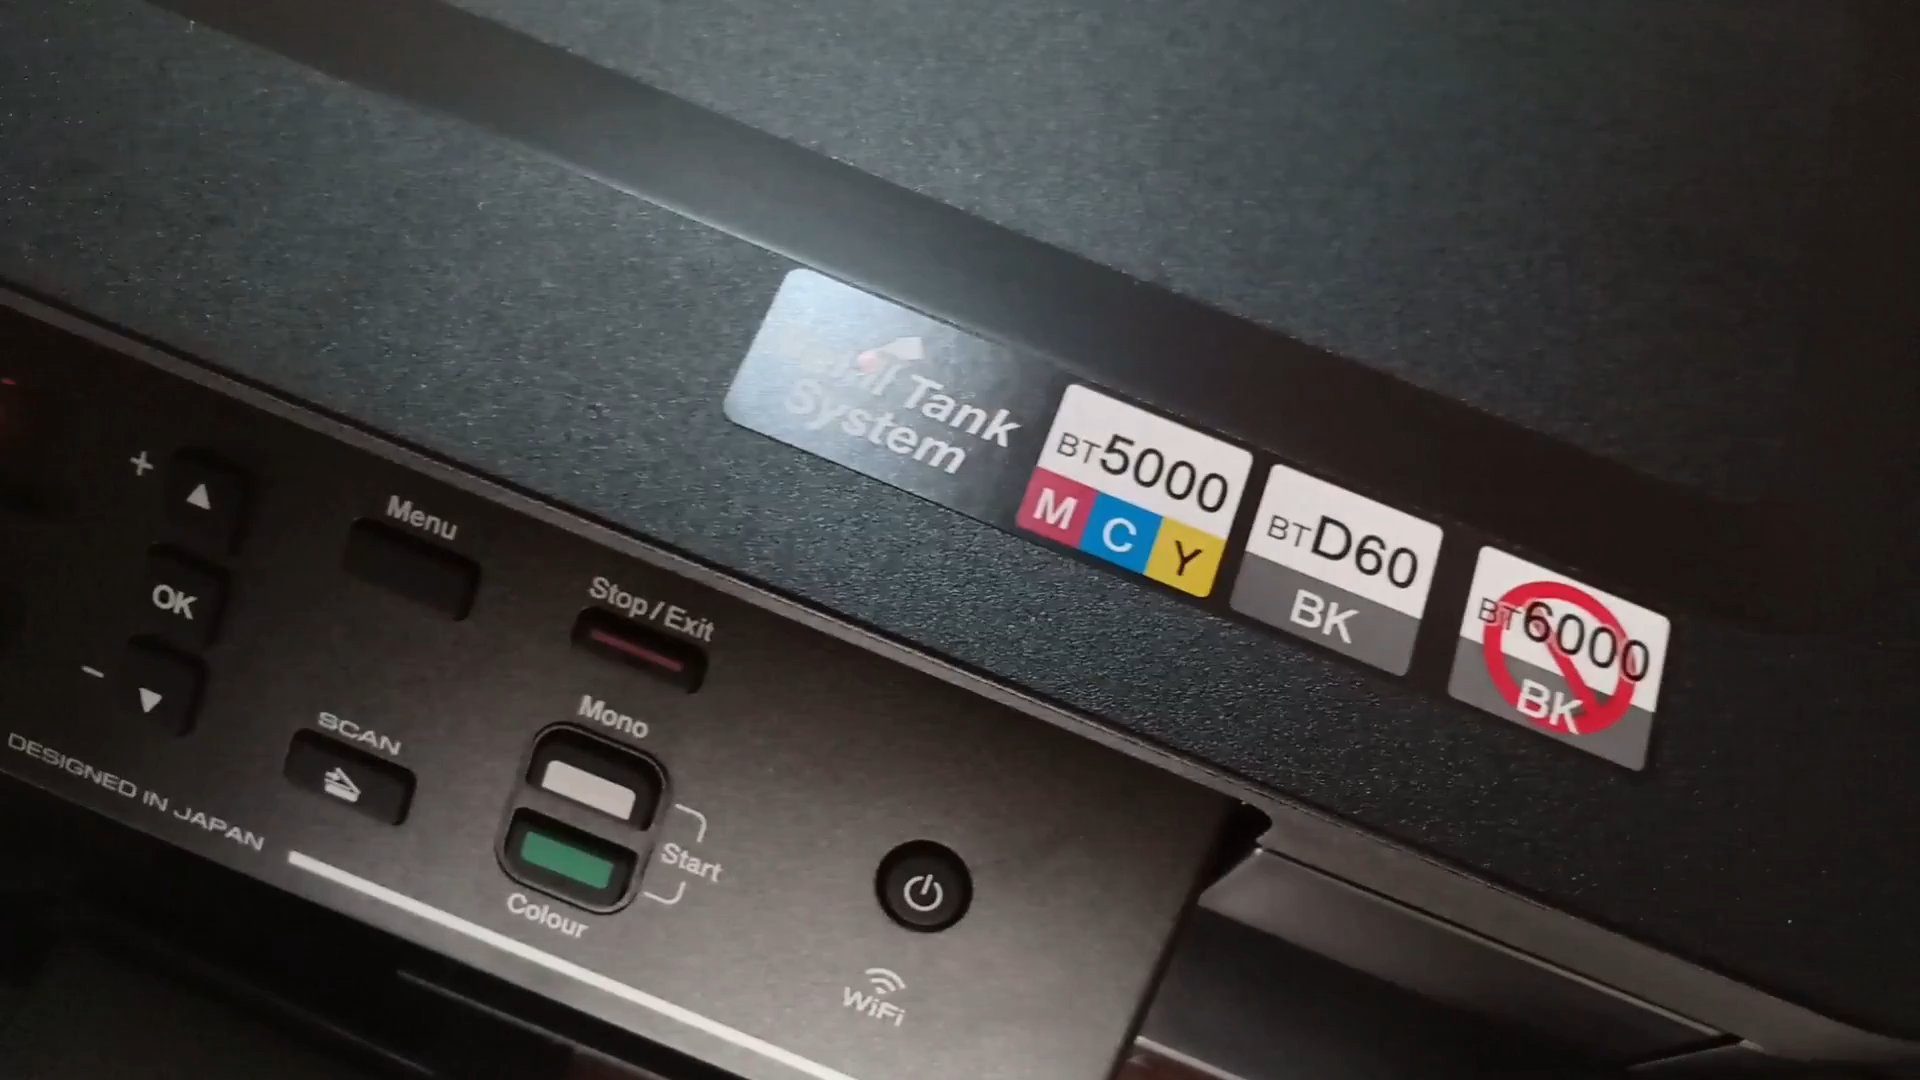 Tank
System
BT5000
M C Y
BTD60
BK
BT6000
BK
+
OK
−
Menu
Stop/Exit
SCAN
Mono
Colour
Start
WiFi
DESIGNED IN JAPAN